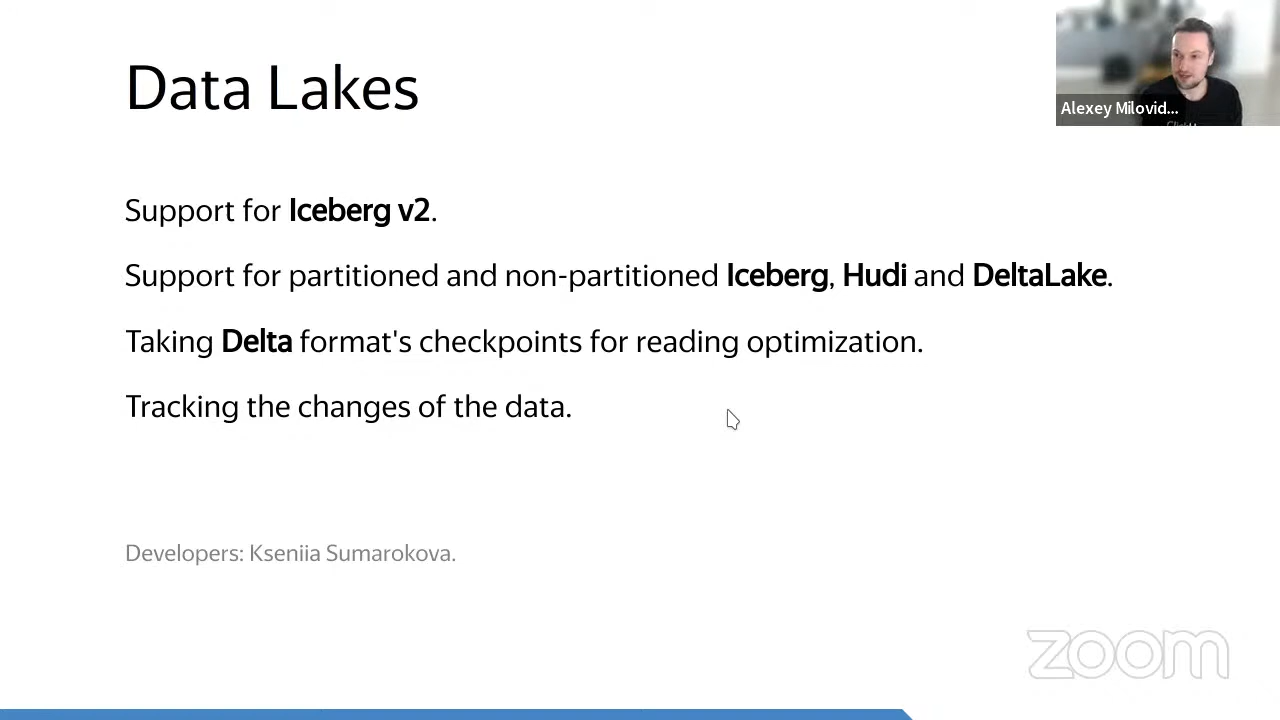 Data Lakes
Alexey Milovid...
Support for Iceberg v2.
Support for partitioned and non-partitioned Iceberg, Hudi and DeltaLake.
Taking Delta format's checkpoints for reading optimization.
Tracking the changes of the data.
Developers: Kseniia Sumarokova.
zoom